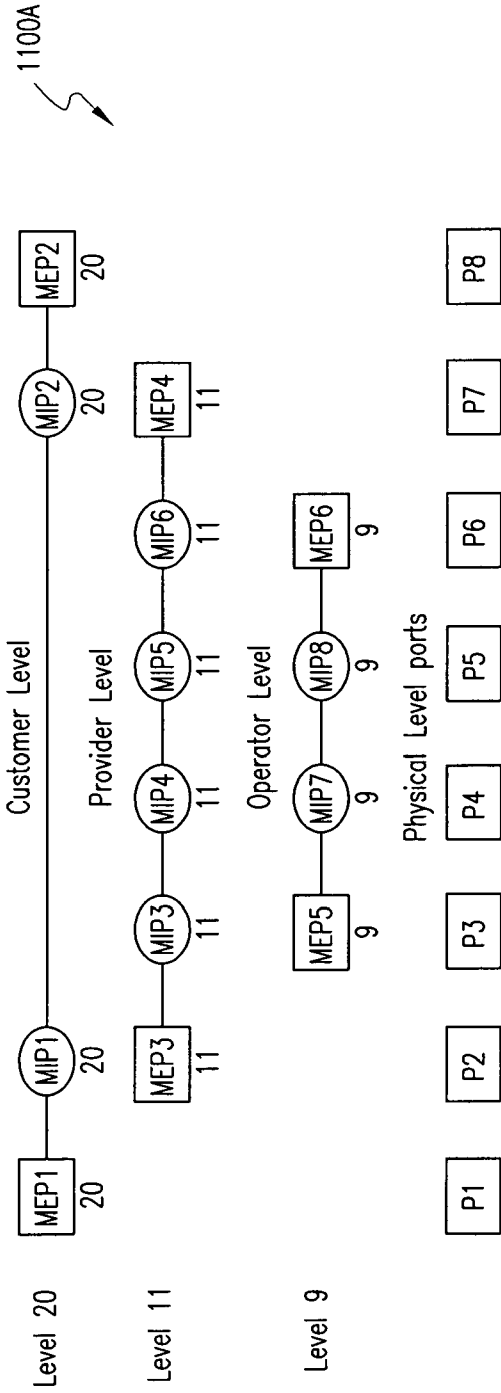 1100A
Customer Level
Level 20
MEP1
MIP1
MIP2
MEP2
20
20
20
20
Provider Level
Level 11
MEP3
MIP3
MIP4
MIP5
MIP6
MEP4
11
11
11
11
11
11
Operator Level
Level 9
MEP5
MIP7
MIP8
MEP6
9
9
9
9
Physical Level ports
P1
P2
P3
P4
P5
P6
P7
P8